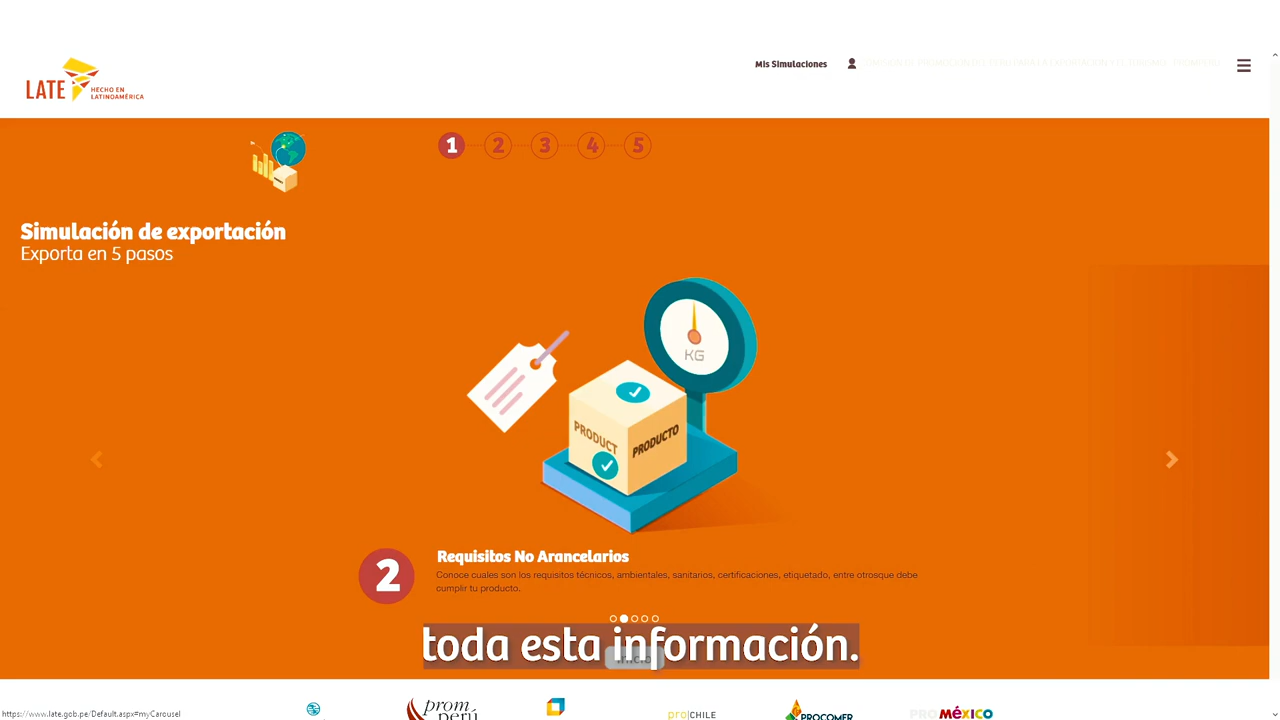 LATE
HECHO EN
LATINOAMÉRICA
Mis Simulaciones
1 2 3 4 5
Simulación de exportación
Exporta en 5 pasos
KG
PRODUCT
PRODUCTO
2
Requisitos No Arancelarios
Conoce cuales son los requisitos técnicos, ambientales, sanitarios, certificaciones, etiquetado, entre otrosque debe
cumplir tu producto.
toda esta información.
https://www.late.gob.pe/Default.aspx=myCarousel
prom
perú
pro|CHILE
PROCOMER
PROMÉXICO